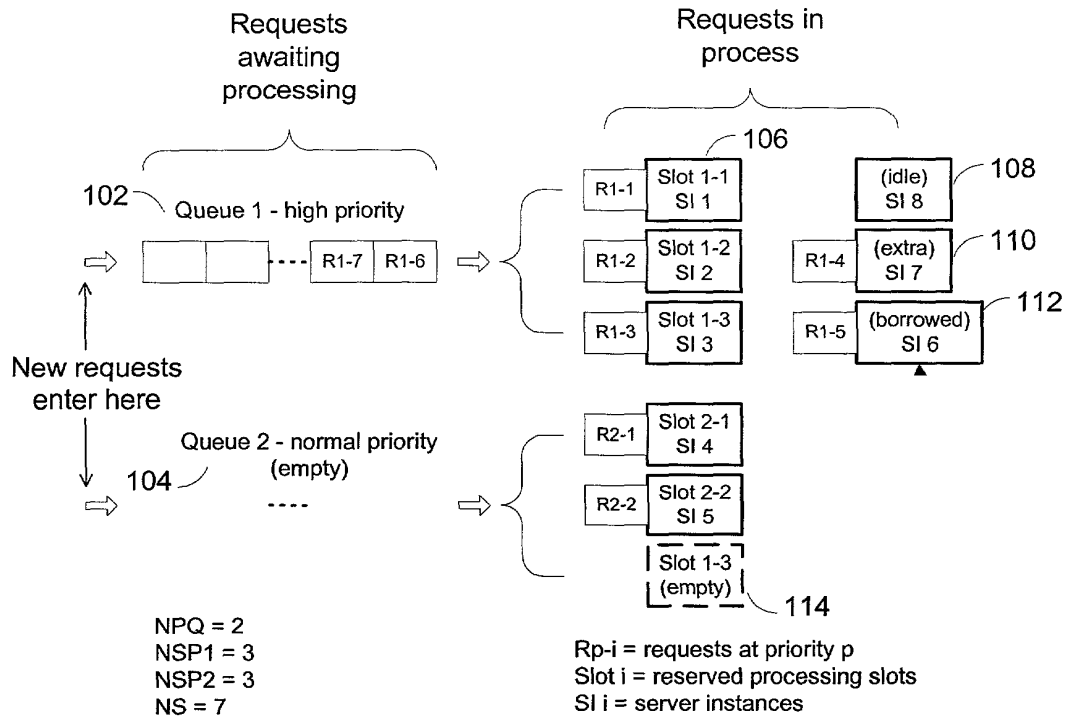 Requests
awaiting
processing
Requests in
process
106
102
Queue 1 - high priority
R1-7 R1-6
R1-1
Slot 1-1
SI 1
(idle)
SI 8
108
R1-2
Slot 1-2
SI 2
R1-4
(extra)
SI 7
110
R1-3
Slot 1-3
SI 3
R1-5
(borrowed)
SI 6
112
New requests
enter here
Queue 2 - normal priority
(empty)
104
R2-1
Slot 2-1
SI 4
R2-2
Slot 2-2
SI 5
Slot 1-3
(empty)
114
NPQ = 2
NSP1 = 3
NSP2 = 3
NS = 7
Rp-i = requests at priority p
Slot i = reserved processing slots
SI i = server instances